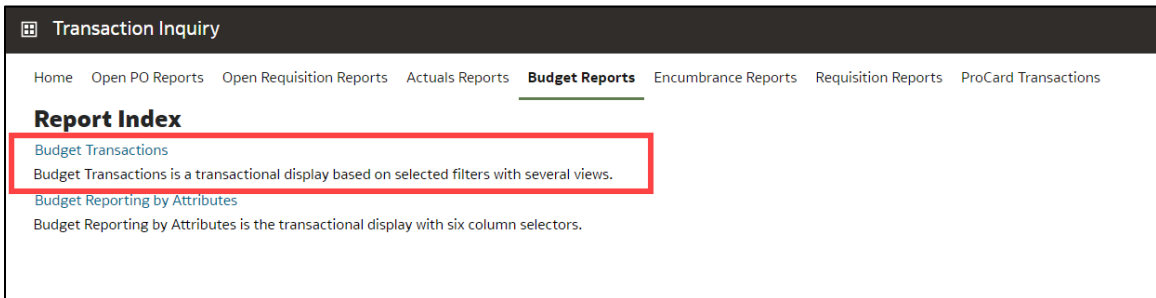 Transaction Inquiry
Home Open PO Reports Open Requisition Reports Actuals Reports Budget Reports Encumbrance Reports Requisition Reports ProCard Transactions
Report Index
Budget Transactions
Budget Transactions is a transactional display based on selected filters with several views.
Budget Reporting by Attributes
Budget Reporting by Attributes is the transactional display with six column selectors.